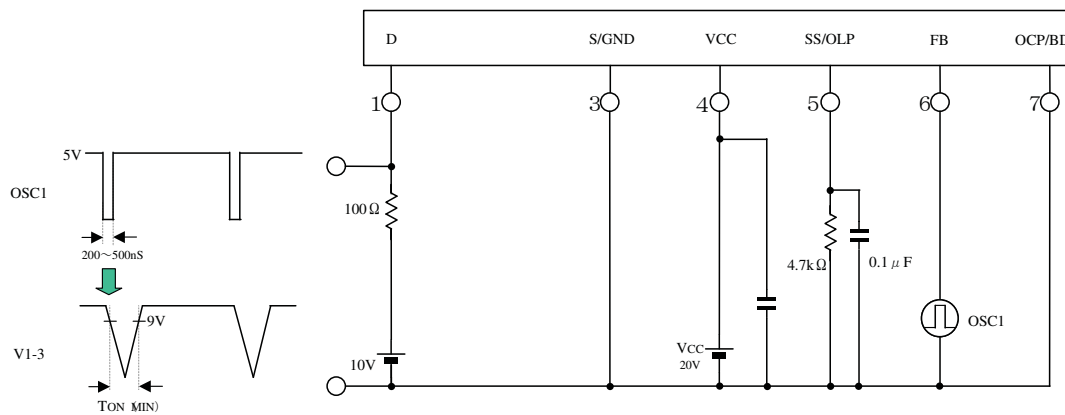 D S/GND VCC SS/OLP FB OCP/BD
1 3 4 5 6 7
5V
OSC1
200～500nS
100Ω
4.7kΩ
0.1μF
9V
OSC1
V1-3
10V
VCC
20V
TON (MIN)